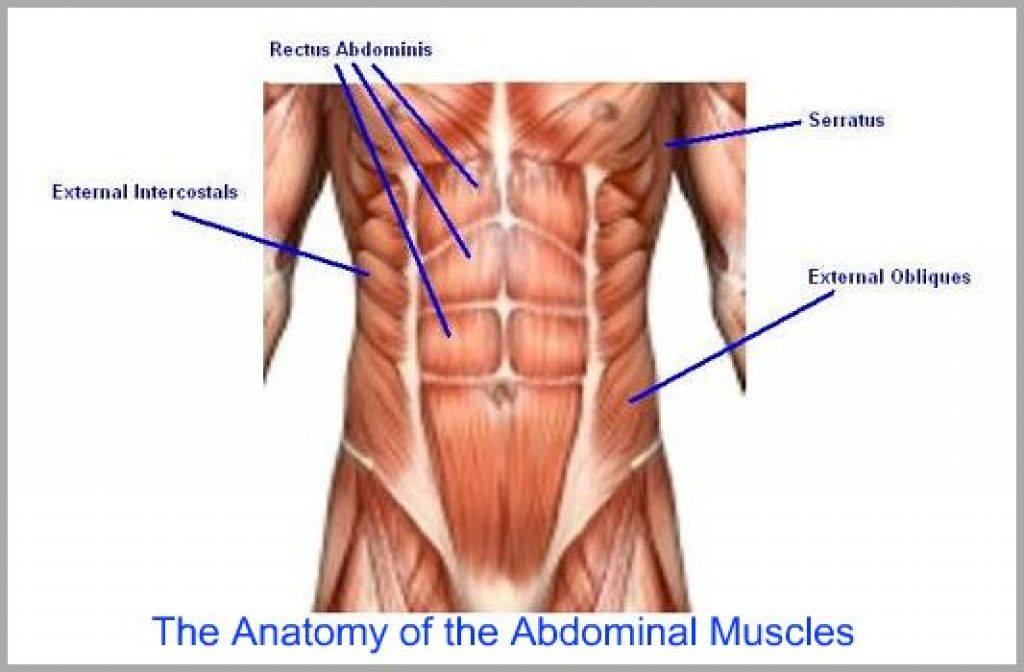 Rectus Abdominis
Serratus
External Intercostals
External Obliques
The Anatomy of the Abdominal Muscles